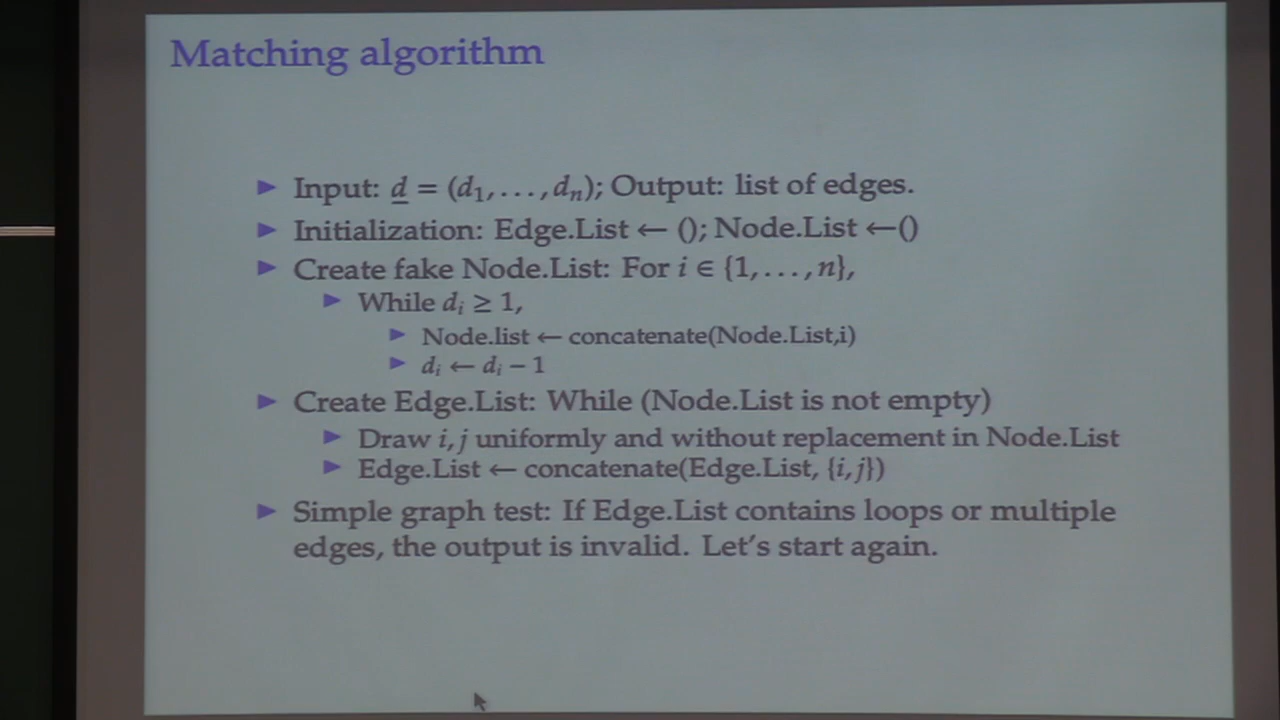 Matching algorithm
▶ Input: d = (d₁, . . . , dₙ); Output: list of edges.
▶ Initialization: Edge.List ← (); Node.List ←()
▶ Create fake Node.List: For i ∈ {1, . . . , n},
▶ While dᵢ ≥ 1,
▶ Node.list ← concatenate(Node.List,i)
▶ dᵢ ← dᵢ − 1
▶ Create Edge.List: While (Node.List is not empty)
▶ Draw i, j uniformly and without replacement in Node.List
▶ Edge.List ← concatenate(Edge.List, {i, j})
▶ Simple graph test: If Edge.List contains loops or multiple
edges, the output is invalid. Let's start again.